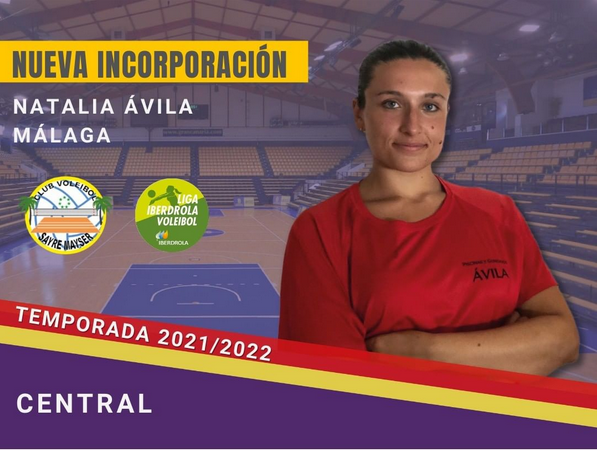 NUEVA INCORPORACIÓN
NATALIA ÁVILA
MÁLAGA
CLUB VOLEIBOL
SAYRE MAYSER
LIGA
IBERDROLA
VOLEIBOL
IBERDROLA
ÁVILA
TEMPORADA 2021/2022
CENTRAL